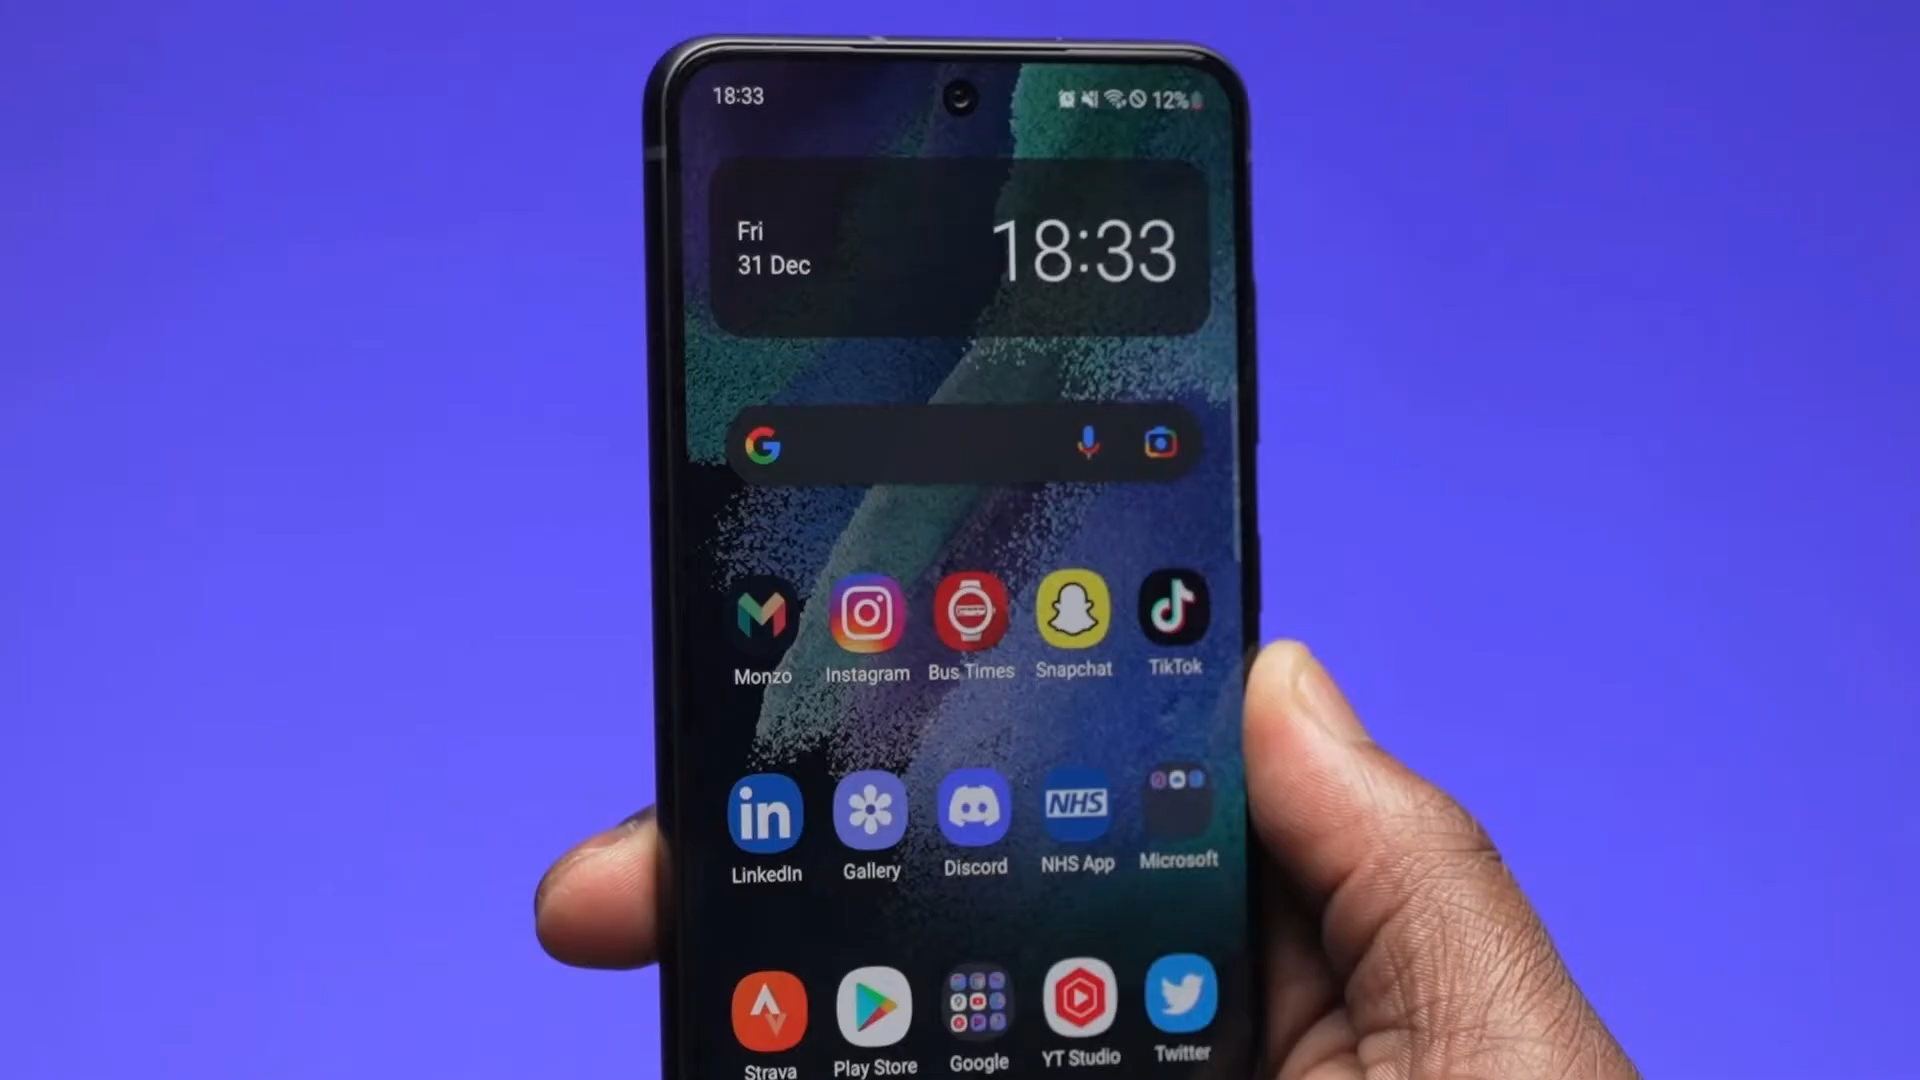 18:33
12%
Fri
31 Dec
18:33
Monzo
Instagram
Bus Times
Snapchat
TikTok
in
NHS
LinkedIn
Gallery
Discord
NHS App
Microsoft
Strava
Play Store
Google
YT Studio
Twitter